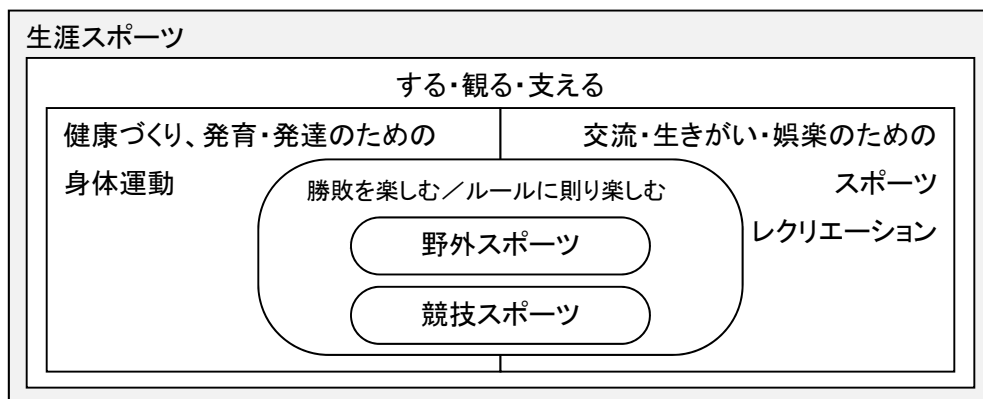 生涯スポーツ
する・観る・支える
健康づくり、発育・発達のための
身体運動
交流・生きがい・娯楽のための
スポーツ
レクリエーション
勝敗を楽しむ／ルールに則り楽しむ
野外スポーツ
競技スポーツ